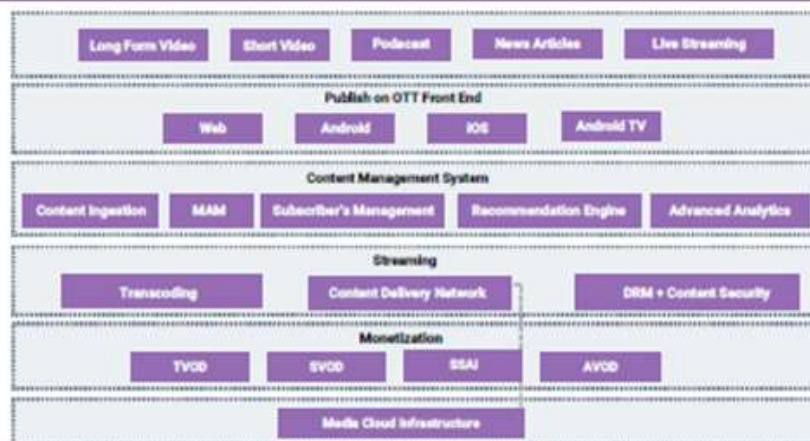 Long Form Video
Short Video
Podecast
News Articles
Live Streaming
Publish on OTT Front End
Web
Android
IOS
Android TV
Content Management System
Content Ingestion
MAM
Subscriber's Management
Recommendation Engine
Advanced Analytics
Streaming
Transcoding
Content Delivery Network
DRM + Content Security
Monetization
TVOD
SVOD
SSAI
AVOD
Media Cloud Infrastructure